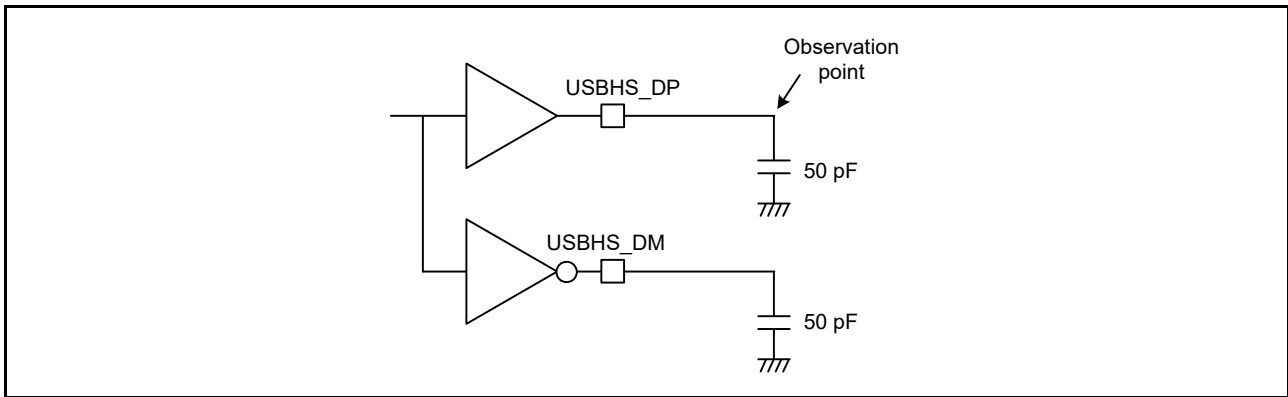 Observation
point
USBHS_DP
50 pF
USBHS_DM
50 pF